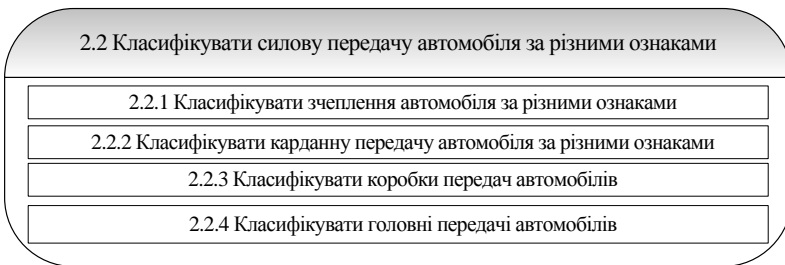 2.2 Класифікувати силову передачу автомобіля за різними ознаками
2.2.1 Класифікувати зчеплення автомобіля за різними ознаками
2.2.2 Класифікувати карданну передачу автомобіля за різними ознаками
2.2.3 Класифікувати коробки передач автомобілів
2.2.4 Класифікувати головні передачі автомобілів